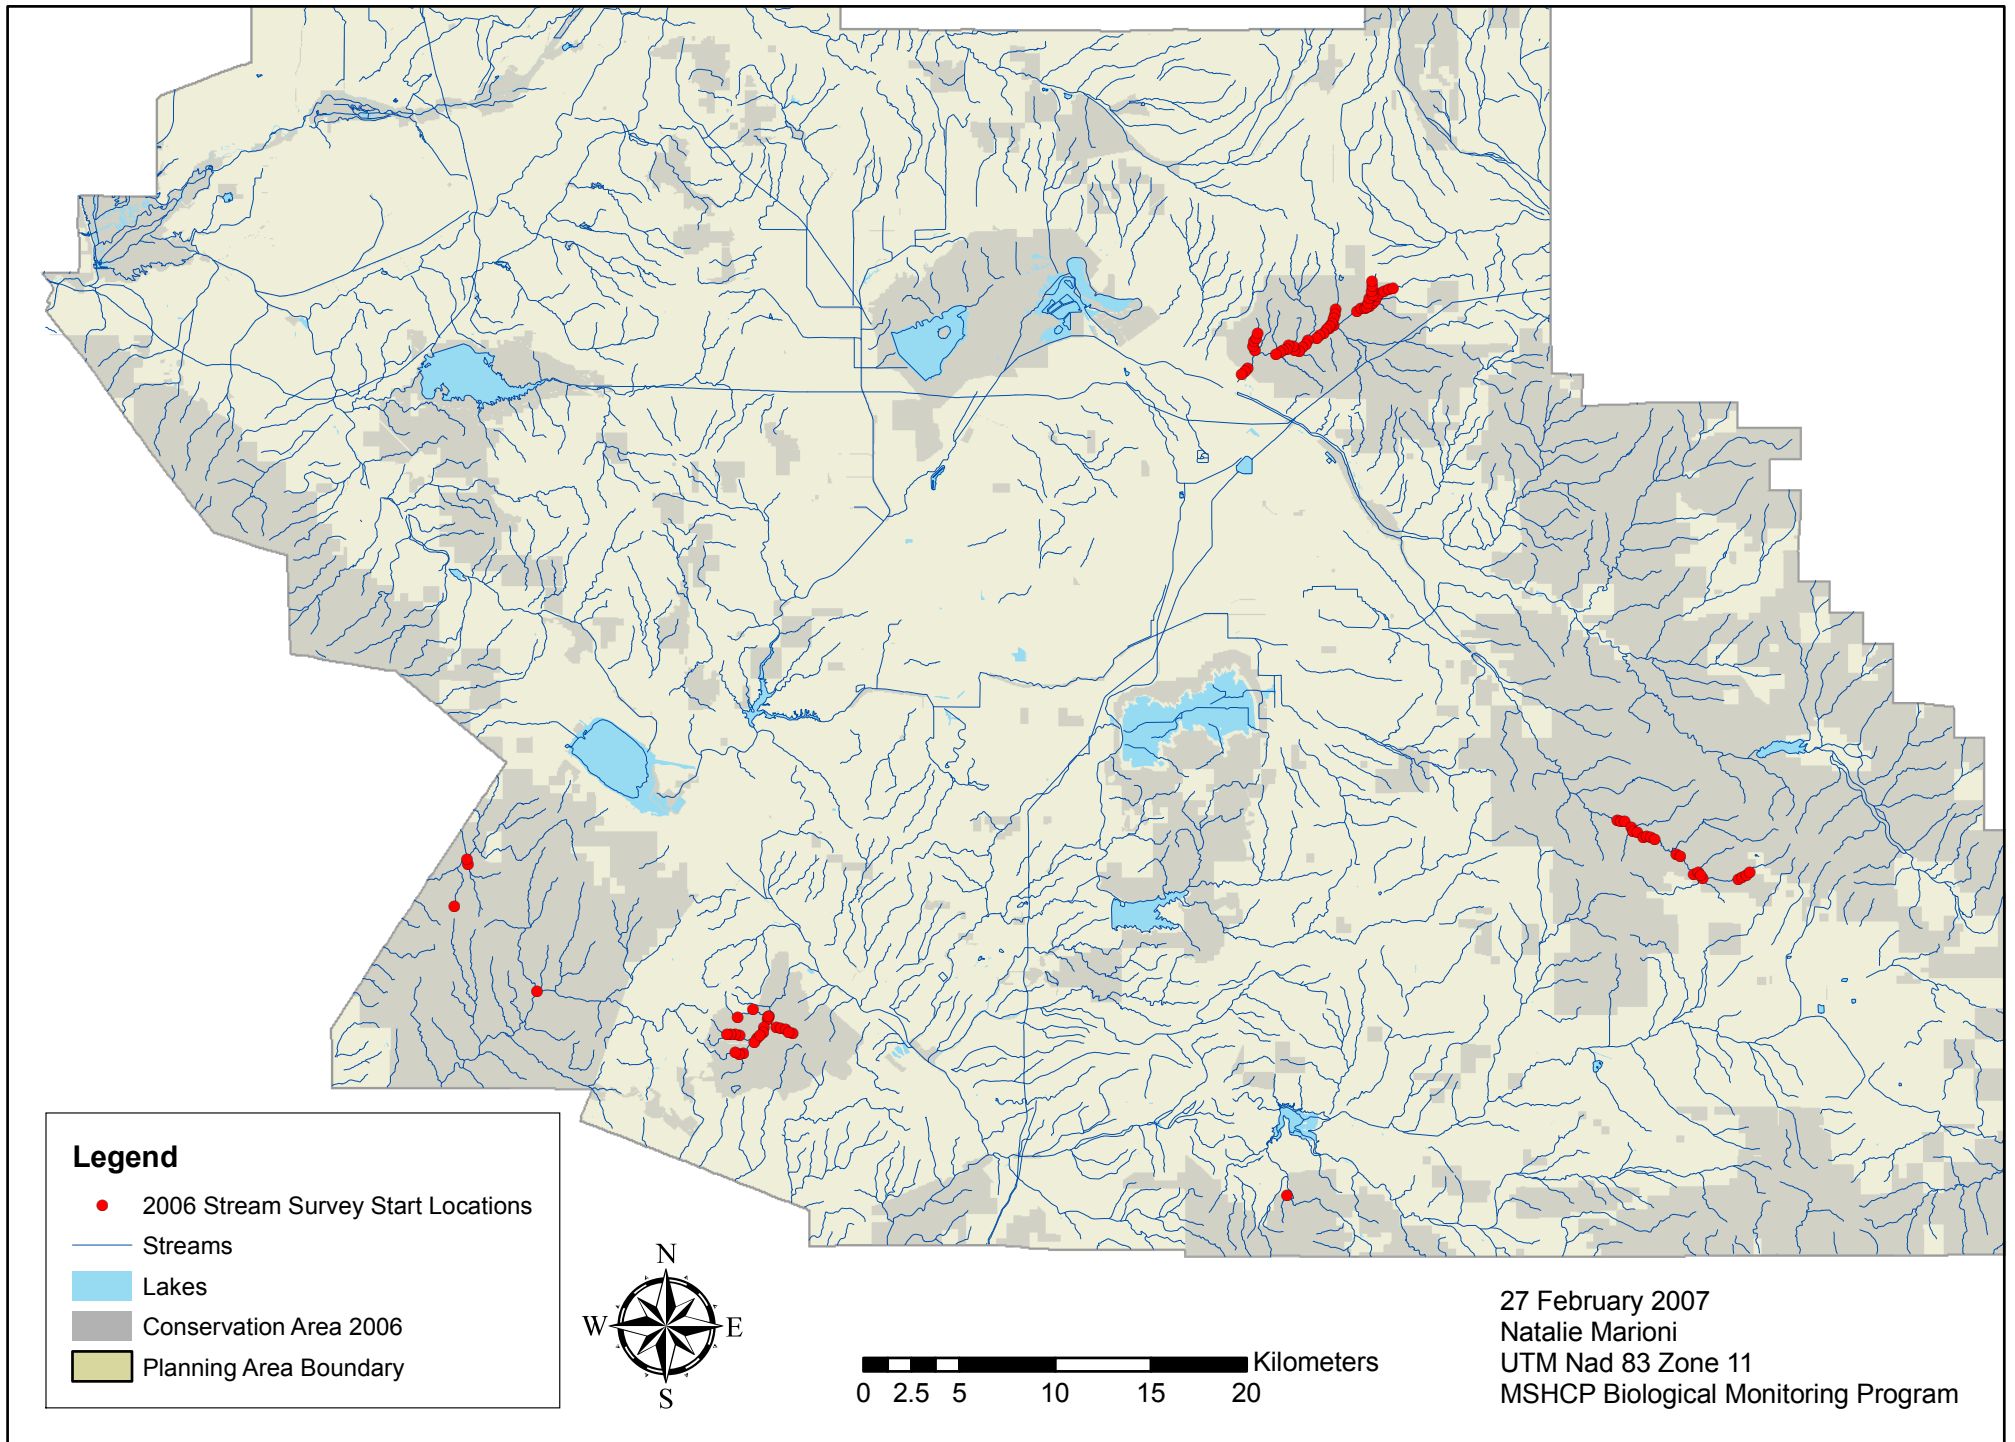 Legend
2006 Stream Survey Start Locations
Streams
Lakes
Conservation Area 2006
Planning Area Boundary
N
W E
S
Kilometers
0 2.5 5 10 15 20
27 February 2007
Natalie Marioni
UTM Nad 83 Zone 11
MSHCP Biological Monitoring Program